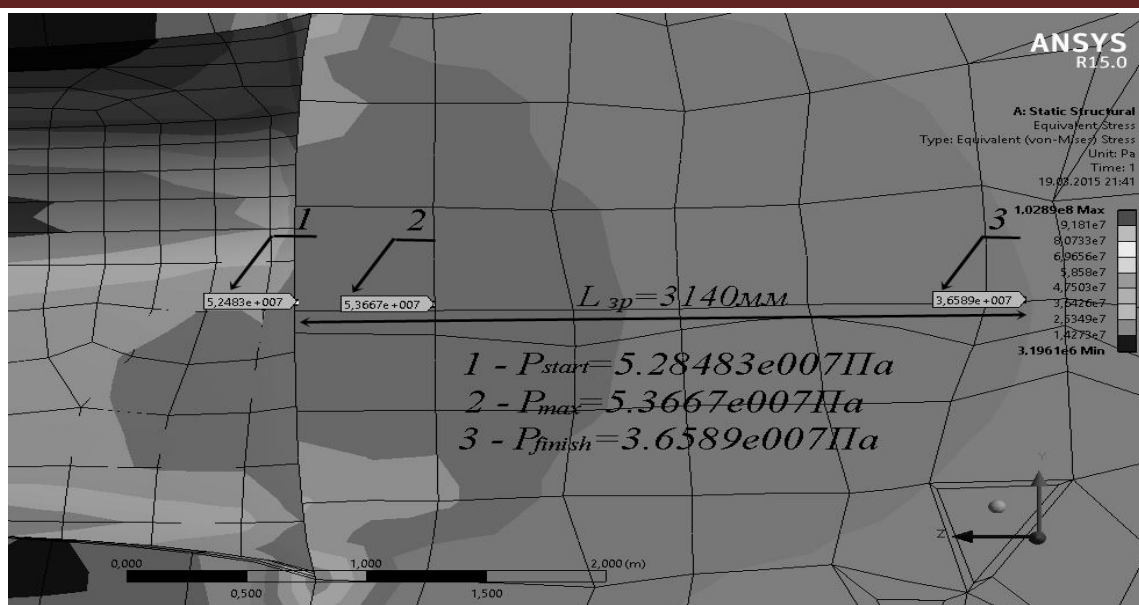 ANSYS
R15.0
A: Static Structural
Equivalent Stress
Type: Equivalent (von-Mises) Stress
Unit: Pa
Time: 1
19.03.2015 21:41
1,0289e8 Max
9,181e7
8,0733e7
6,9656e7
5,858e7
4,7503e7
3,6426e7
2,5349e7
1,4273e7
3,1961e6 Min
1
2
3
5,2483e+007
5,3667e+007
3,6589e+007
L зр=3140мм
1 - Pstart=5.28483e007Па
2 - Pmax=5.3667e007Па
3 - Pfinish=3.6589e007Па
Y
Z
0,000
1,000
2,000 (m)
0,500
1,500